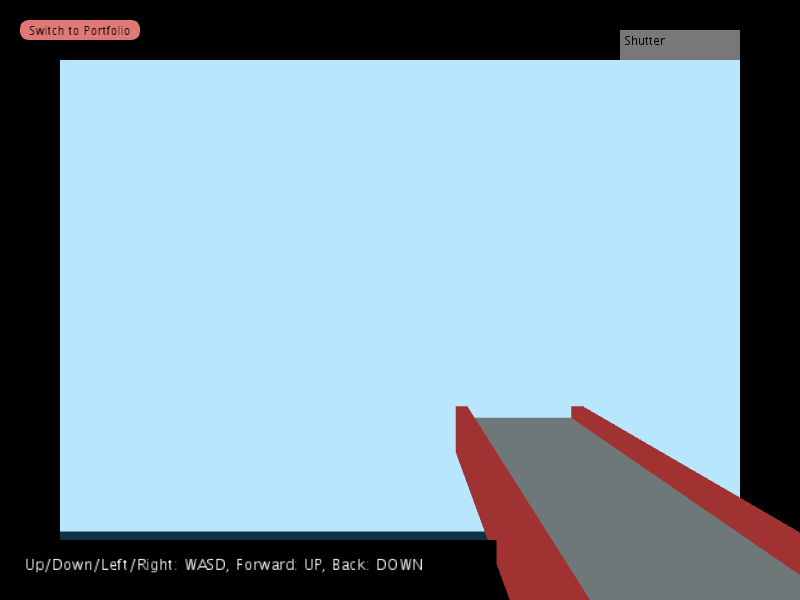 Switch to Portfolio
Shutter
Up/Down/Left/Right: WASD, Forward: UP, Back: DOWN